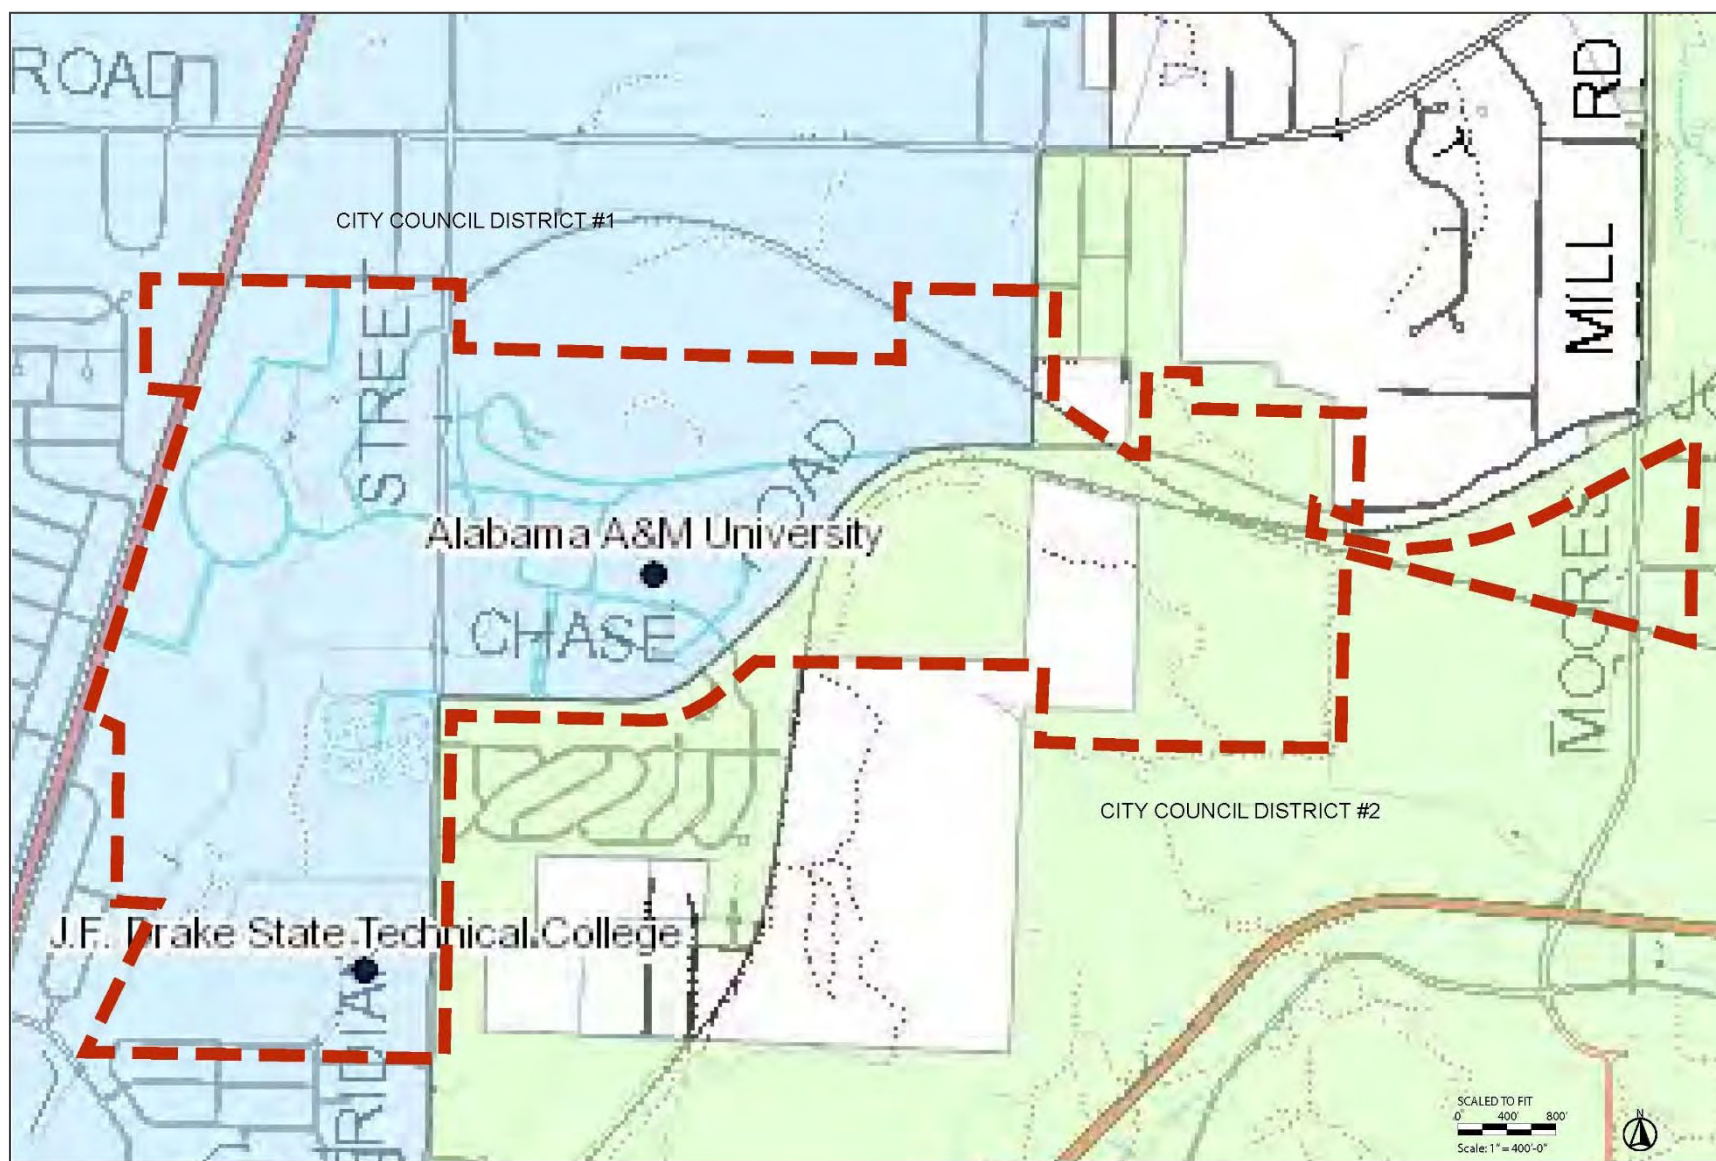 ROAD
RD
CITY COUNCIL DISTRICT #1
MILL
STREET
ROAD
Alabama A&M University
CHASE
MOORES
CITY COUNCIL DISTRICT #2
J.F. Drake State Technical College
RIDIA
SCALED TO FIT
0' 400' 800'
Scale: 1" = 400'-0"
N